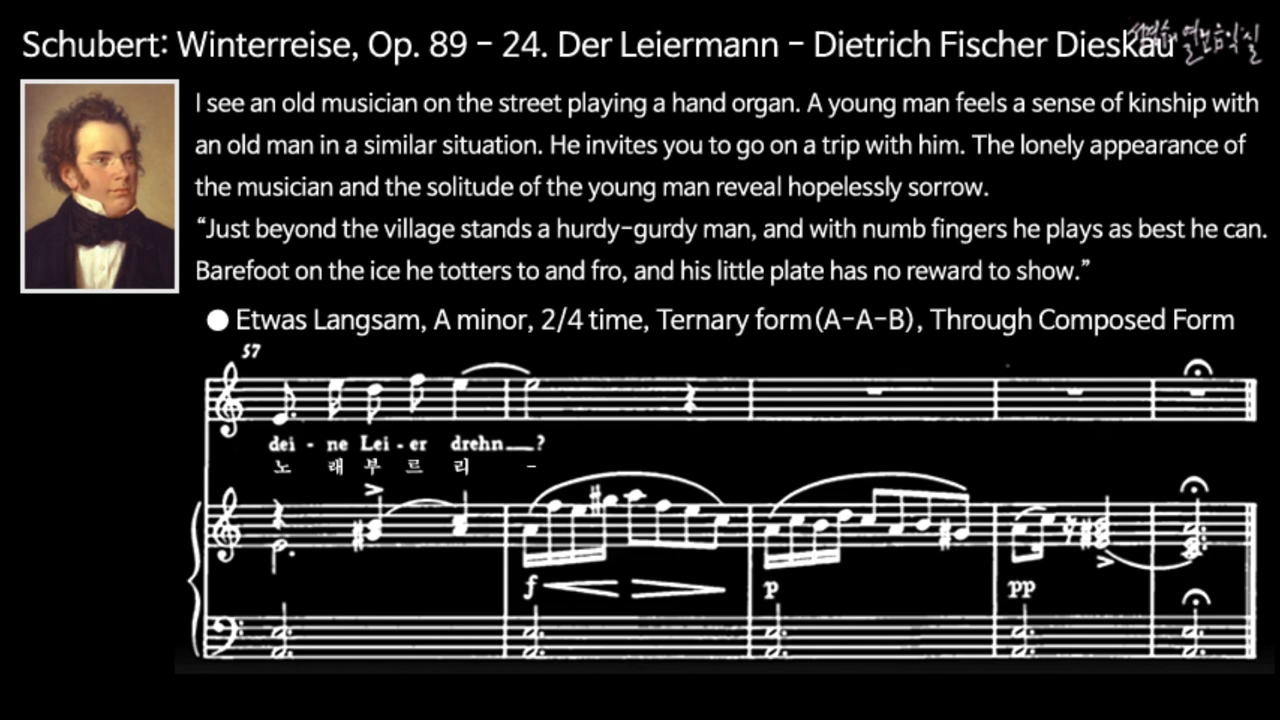 Schubert: Winterreise, Op. 89 - 24. Der Leiermann - Dietrich Fischer Dieskau
열린음악실
I see an old musician on the street playing a hand organ. A young man feels a sense of kinship with
an old man in a similar situation. He invites you to go on a trip with him. The lonely appearance of
the musician and the solitude of the young man reveal hopelessly sorrow.
“Just beyond the village stands a hurdy-gurdy man, and with numb fingers he plays as best he can.
Barefoot on the ice he totters to and fro, and his little plate has no reward to show.”
● Etwas Langsam, A minor, 2/4 time, Ternary form(A-A-B), Through Composed Form
57
dei - ne Lei - er drehn ?
노 래 부 르 리 -
f
p
pp